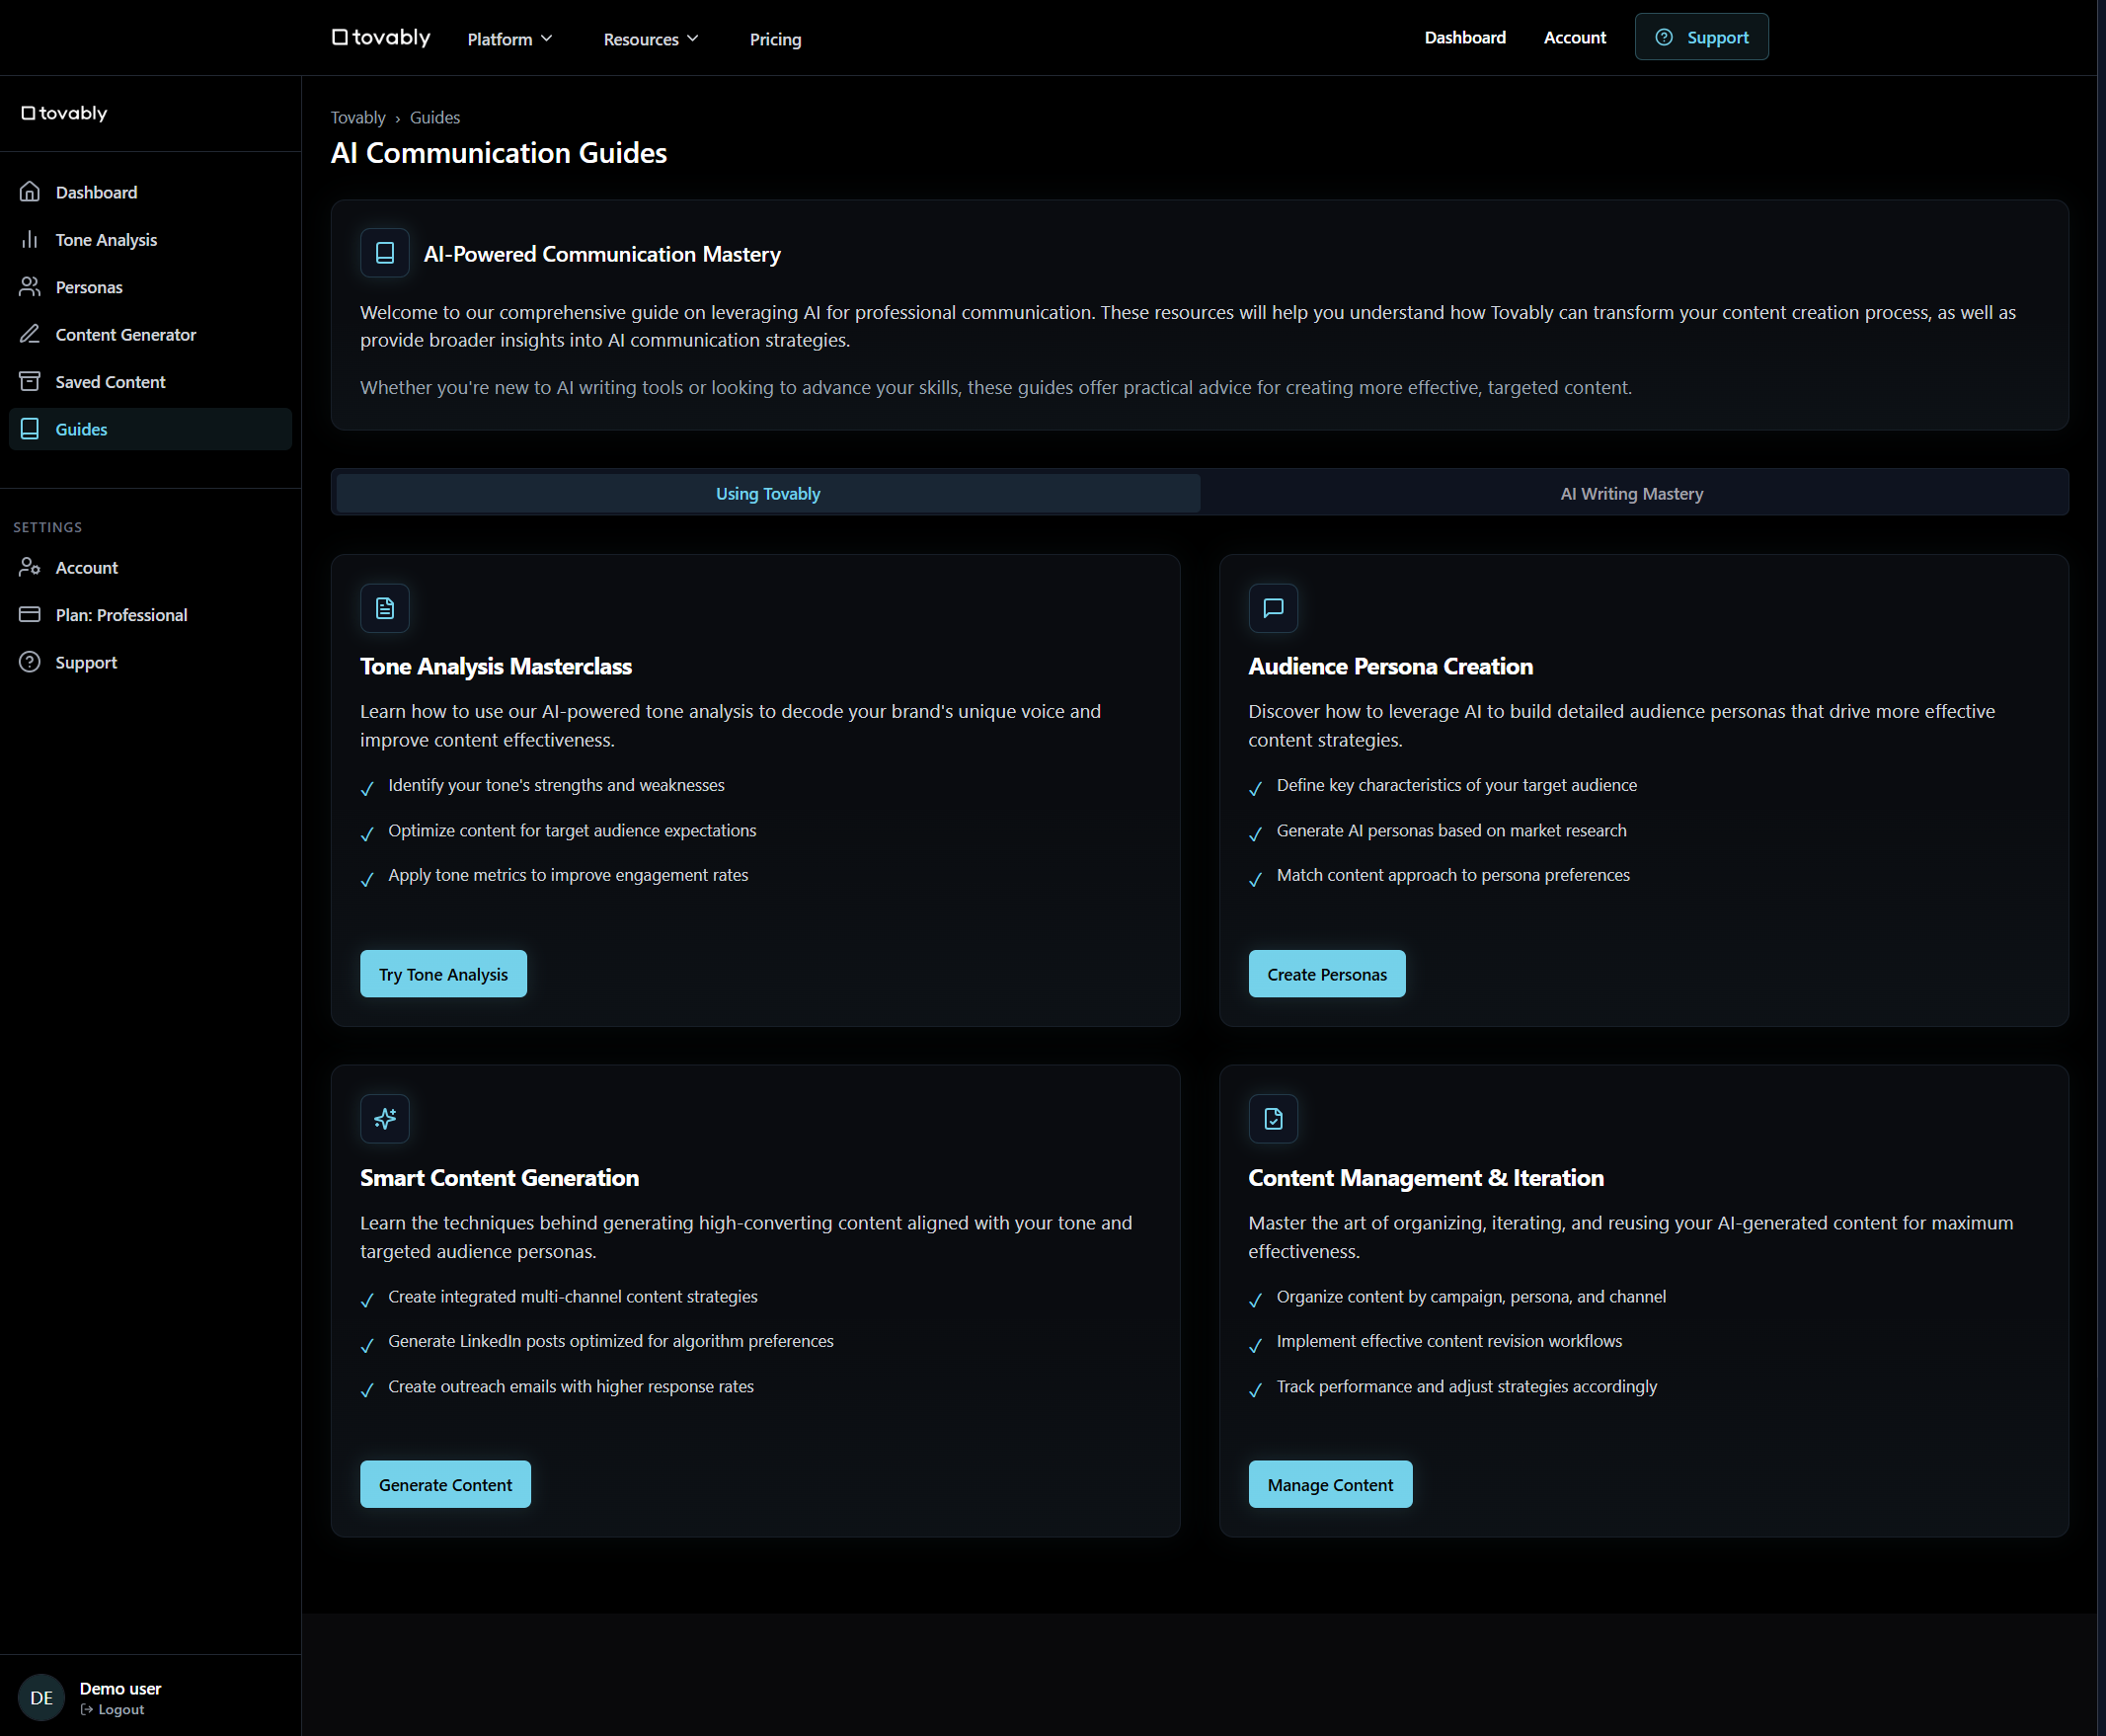 tovably
Platform
Resources
Pricing
Dashboard
Account
Support
tovably
Dashboard
Tone Analysis
Personas
Content Generator
Saved Content
Guides
SETTINGS
Account
Plan: Professional
Support
DE
Demo user
Logout
Tovably › Guides
AI Communication Guides
AI-Powered Communication Mastery
Welcome to our comprehensive guide on leveraging AI for professional communication. These resources will help you understand how Tovably can transform your content creation process, as well as
provide broader insights into AI communication strategies.
Whether you're new to AI writing tools or looking to advance your skills, these guides offer practical advice for creating more effective, targeted content.
Using Tovably
AI Writing Mastery
Tone Analysis Masterclass
Learn how to use our AI-powered tone analysis to decode your brand's unique voice and
improve content effectiveness.
✓ Identify your tone's strengths and weaknesses
✓ Optimize content for target audience expectations
✓ Apply tone metrics to improve engagement rates
Try Tone Analysis
Audience Persona Creation
Discover how to leverage AI to build detailed audience personas that drive more effective
content strategies.
✓ Define key characteristics of your target audience
✓ Generate AI personas based on market research
✓ Match content approach to persona preferences
Create Personas
Smart Content Generation
Learn the techniques behind generating high-converting content aligned with your tone and
targeted audience personas.
✓ Create integrated multi-channel content strategies
✓ Generate LinkedIn posts optimized for algorithm preferences
✓ Create outreach emails with higher response rates
Generate Content
Content Management & Iteration
Master the art of organizing, iterating, and reusing your AI-generated content for maximum
effectiveness.
✓ Organize content by campaign, persona, and channel
✓ Implement effective content revision workflows
✓ Track performance and adjust strategies accordingly
Manage Content